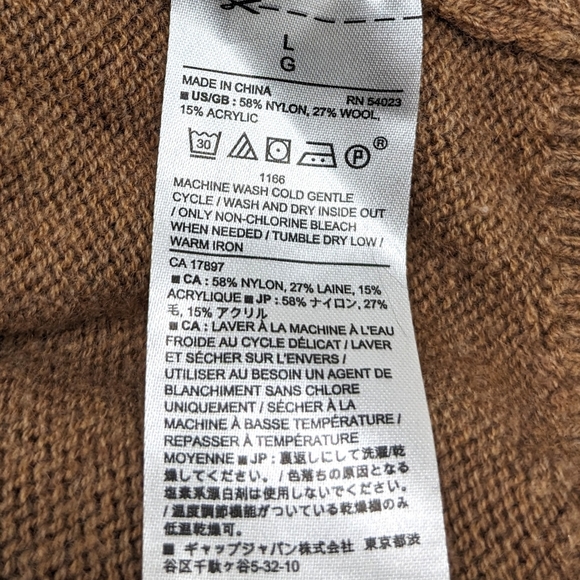 L
G
MADE IN CHINA RN 54023
■ US/GB : 58% NYLON, 27% WOOL,
15% ACRYLIC
30 P ®
1166
MACHINE WASH COLD GENTLE
CYCLE / WASH AND DRY INSIDE OUT
/ ONLY NON-CHLORINE BLEACH
WHEN NEEDED / TUMBLE DRY LOW /
WARM IRON
CA 17897
■ CA : 58% NYLON, 27% LAINE, 15%
ACRYLIQUE ■ JP : 58% ナイロン, 27%
毛, 15% アクリル
■ CA : LAVER À LA MACHINE À L'EAU
FROIDE AU CYCLE DÉLICAT / LAVER
ET SÉCHER SUR L'ENVERS /
UTILISER AU BESOIN UN AGENT DE
BLANCHIMENT SANS CHLORE
UNIQUEMENT / SÉCHER À LA
MACHINE À BASSE TEMPÉRATURE /
REPASSER À TEMPÉRATURE
MOYENNE ■ JP : 裏返しにして洗濯/乾
燥してください。/ 色落ちの原因となる
塩素系漂白剤は使用しないでください。
/ 温度調節機能がついている乾燥機のみ
低温乾燥可。
■ ギャップジャパン株式会社 東京都渋
谷区千駄ヶ谷5-32-10